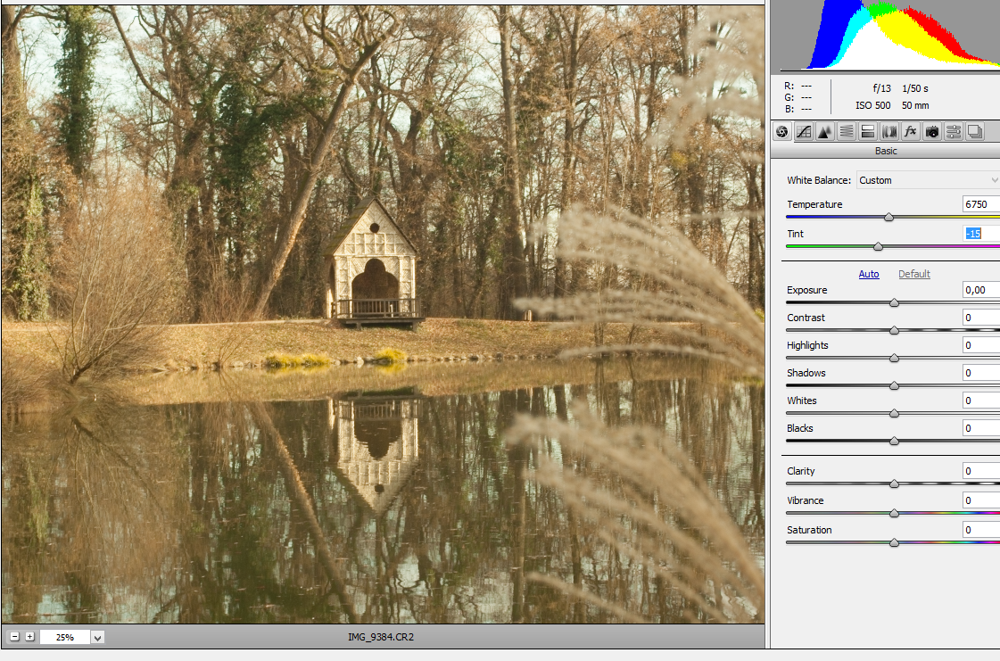 R: ---
G: ---
B: ---
f/13 1/50 s
ISO 500 50 mm
fx
Basic
White Balance: Custom
Temperature 6750
Tint -15
Auto Default
Exposure 0,00
Contrast 0
Highlights 0
Shadows 0
Whites 0
Blacks 0
Clarity 0
Vibrance 0
Saturation 0
25% IMG_9384.CR2